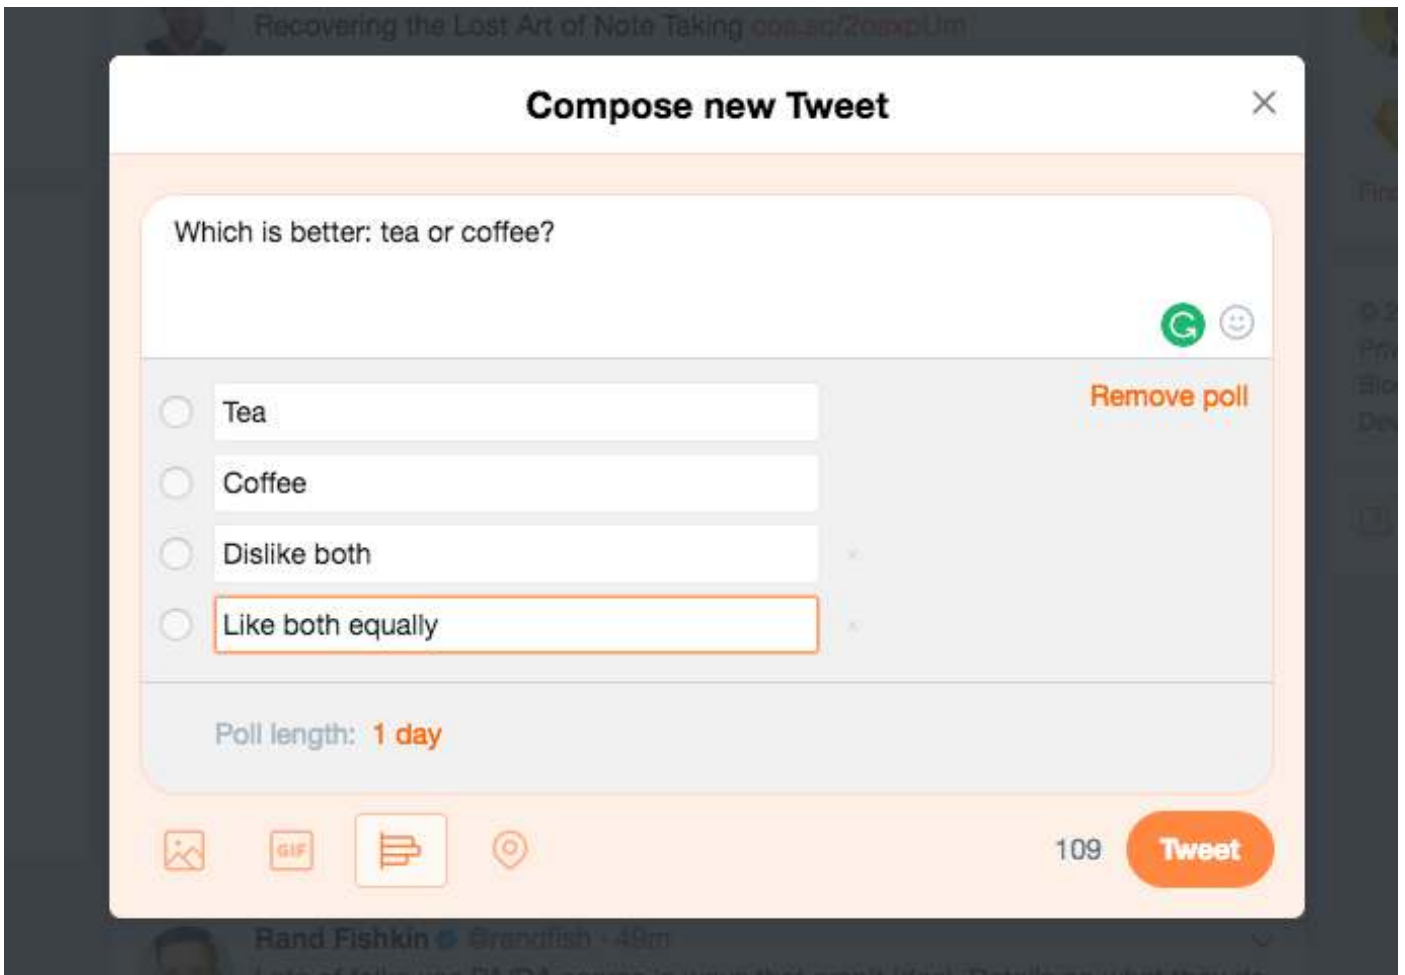 Recovering the Lost Art of Note Taking
Compose new Tweet
Which is better: tea or coffee?
Remove poll
Tea
Coffee
Dislike both
Like both equally
Poll length: 1 day
GIF
109
Tweet
Rand Fishkin @randfish · 49m